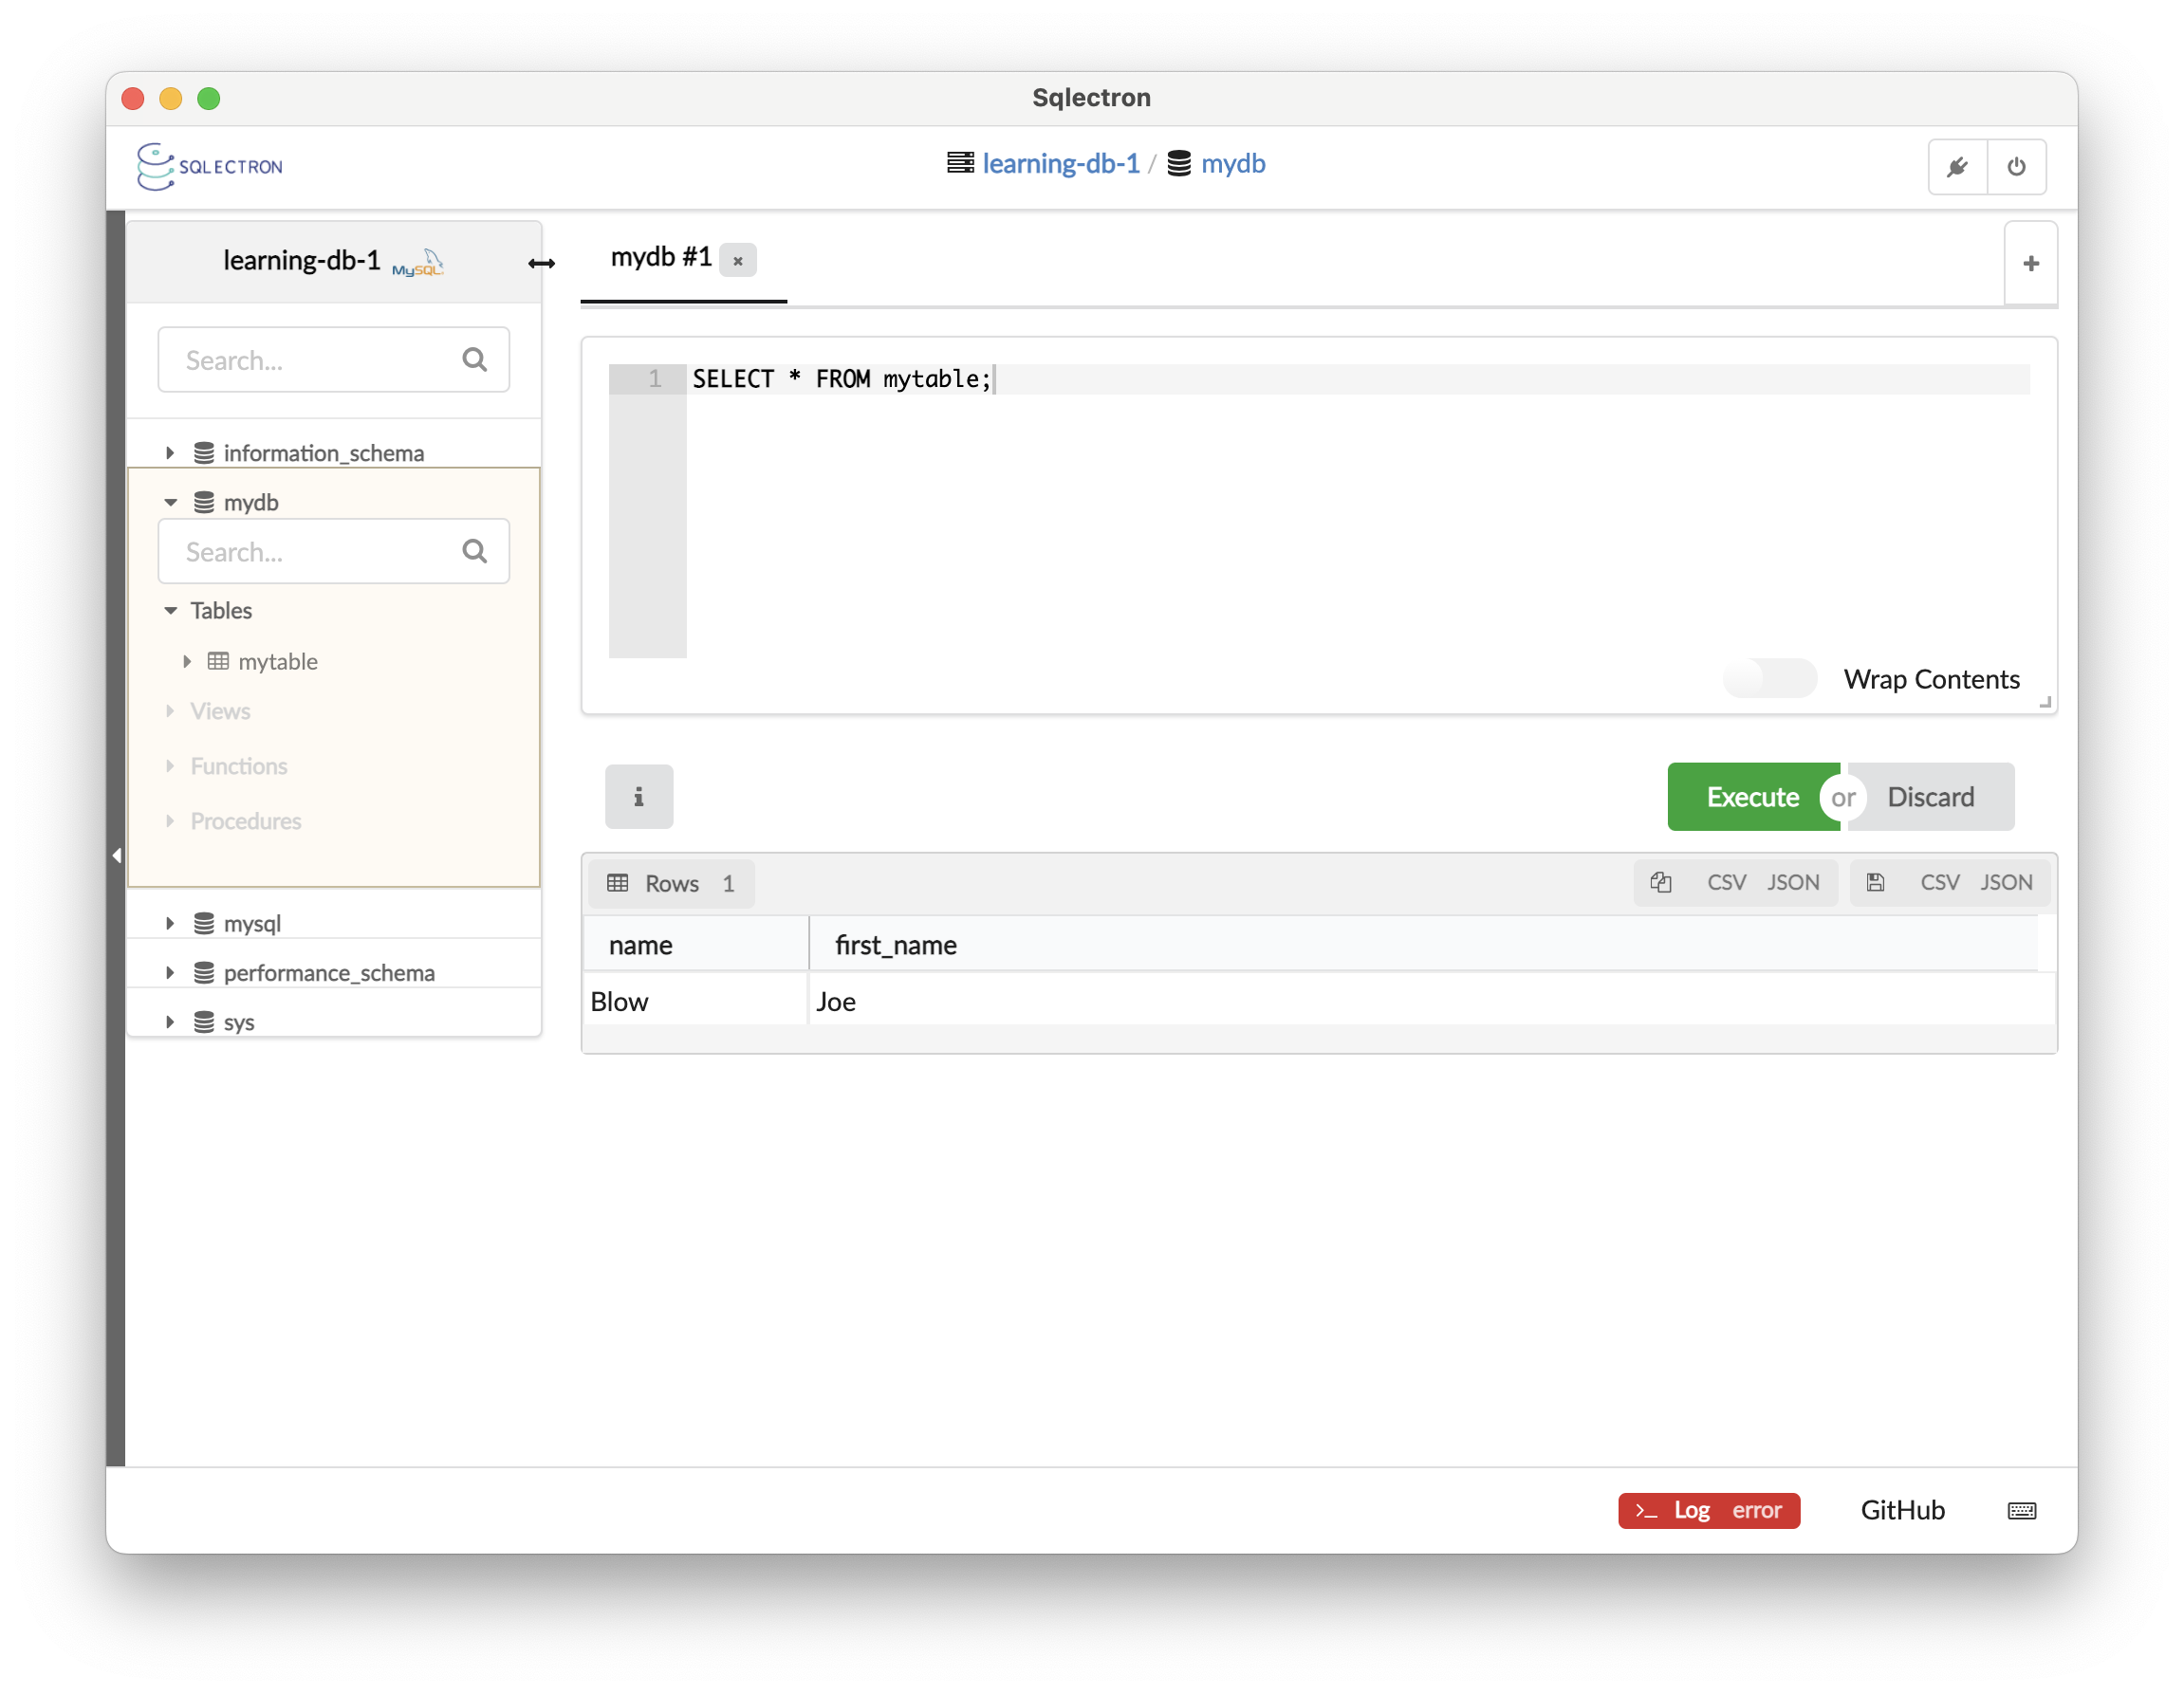 Sqlectron
SQLECTRON
learning-db-1 / mydb
learning-db-1 MySQL
Search...
information_schema
mydb
Search...
Tables
mytable
Views
Functions
Procedures
mysql
performance_schema
sys
mydb #1
1 SELECT * FROM mytable;
Wrap Contents
Execute or Discard
Rows 1 CSV JSON CSV JSON
name first_name
Blow Joe
>_ Log error GitHub